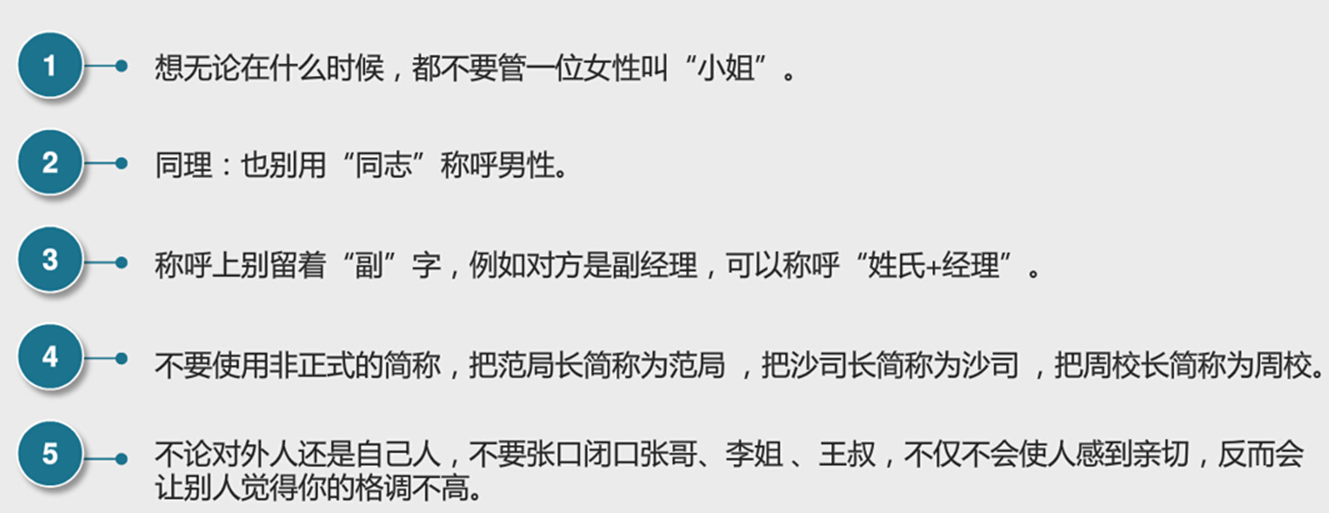 1 想无论在什么时候，都不要管一位女性叫“小姐”。
2 同理：也别用“同志”称呼男性。
3 称呼上别留着“副”字，例如对方是副经理，可以称呼“姓氏+经理”。
4 不要使用非正式的简称，把范局长简称为范局 ，把沙司长简称为沙司 ，把周校长简称为周校。
5 不论对外人还是自己人，不要张口闭口张哥、李姐 、王叔，不仅不会使人感到亲切，反而会
让别人觉得你的格调不高。